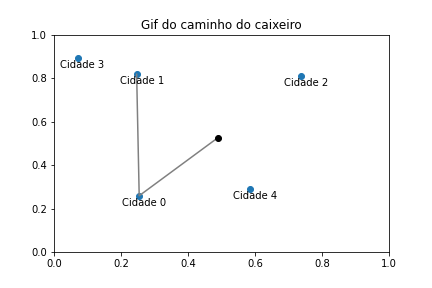 Gif do caminho do caixeiro
1.0
Cidade 3
Cidade 1
Cidade 2
0.8
0.6
0.4
Cidade 0
Cidade 4
0.2
0.0
0.0 0.2 0.4 0.6 0.8 1.0